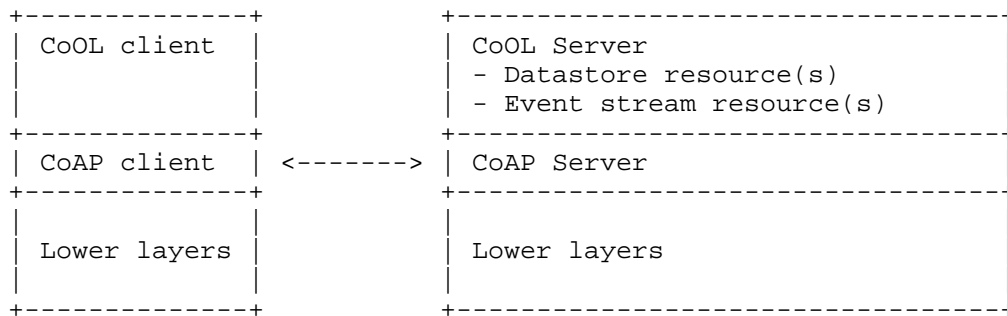 +--------------+ +----------------------------------
| CoOL client | | CoOL Server
| | | - Datastore resource(s)
| | | - Event stream resource(s)
+--------------+ +----------------------------------
| CoAP client | <-------> | CoAP Server
+--------------+ +----------------------------------
| | |
| Lower layers | | Lower layers
| | |
+--------------+ +----------------------------------